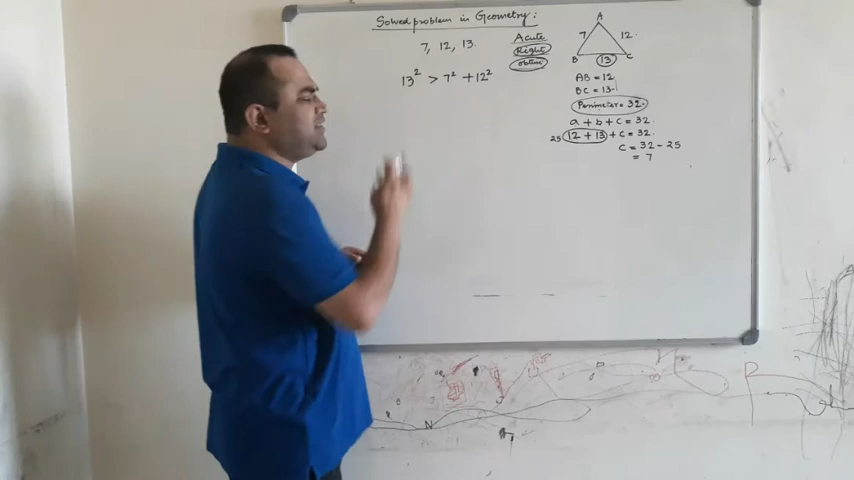 Solved problem in Geometry:
7, 12, 13.
Acute
Right
obtuse
13² > 7² + 12²
A
7
12
B
13
C
AB = 12
BC = 13
Perimeter = 32
a + b + c = 32
25 12 + 13 + c = 32
c = 32 - 25
= 7
N
P